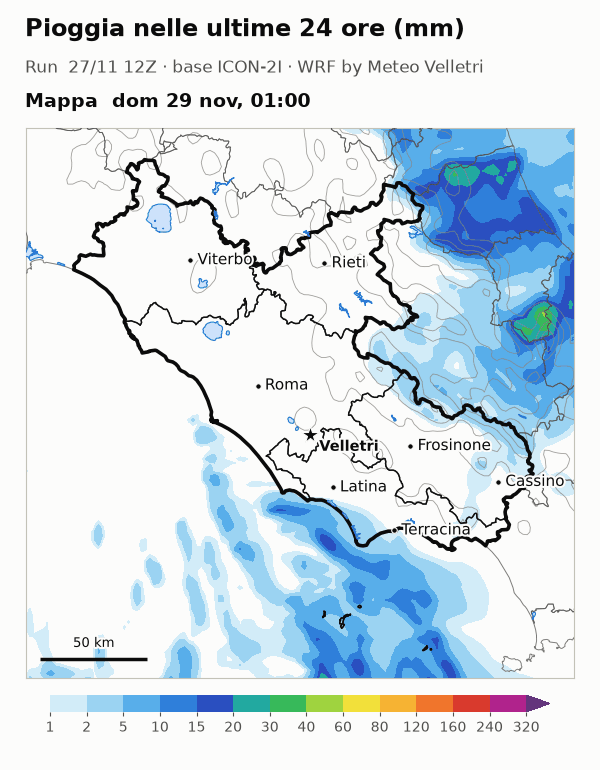 Pioggia nelle ultime 24 ore (mm)
Run 27/11 12Z · base ICON-2I · WRF by Meteo Velletri
Mappa dom 29 nov, 01:00
Viterbo
Rieti
Roma
Velletri
Frosinone
Cassino
Latina
Terracina
50 km
1 2 5 10 15 20 30 40 60 80 120 160 240 320